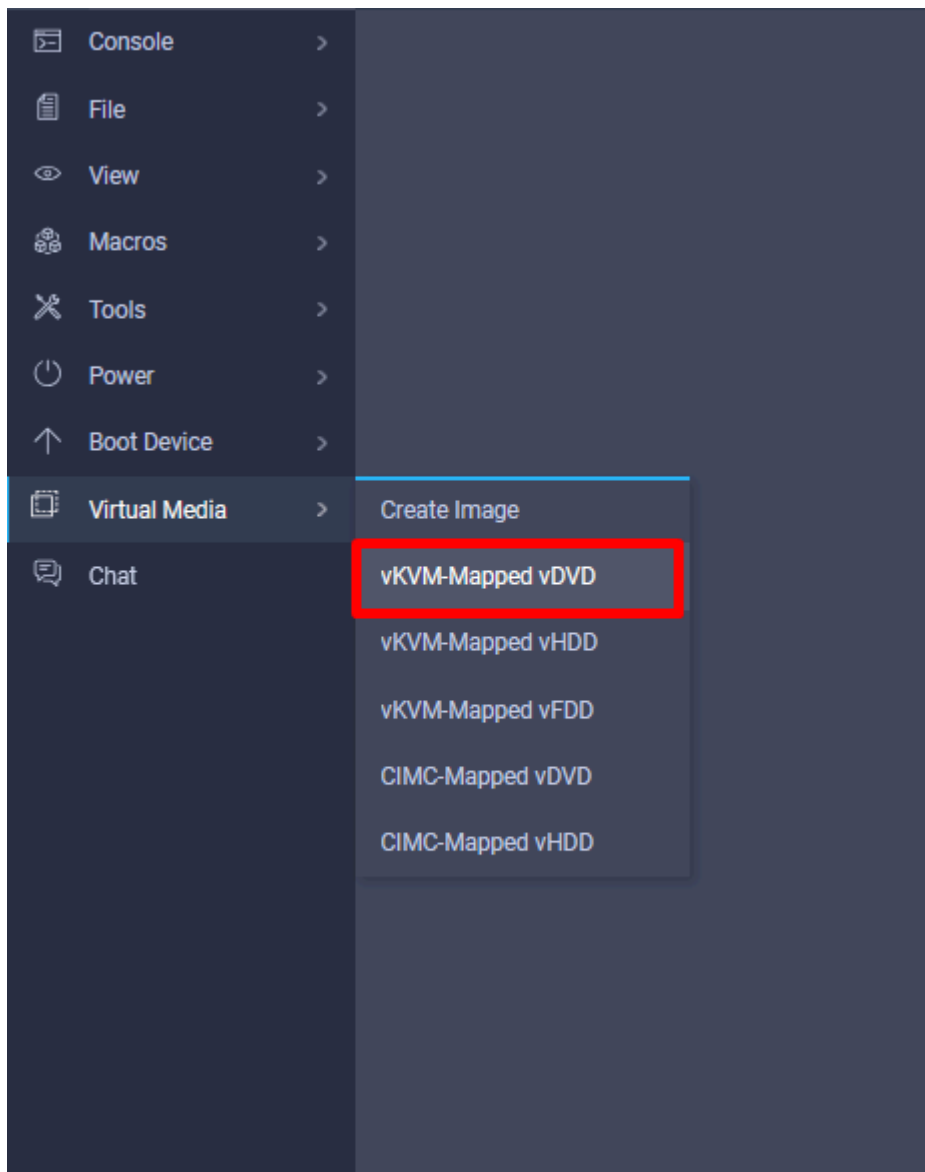 Console
File
View
Macros
Tools
Power
Boot Device
Virtual Media
Create Image
vKVM-Mapped vDVD
vKVM-Mapped vHDD
vKVM-Mapped vFDD
CIMC-Mapped vDVD
CIMC-Mapped vHDD
Chat